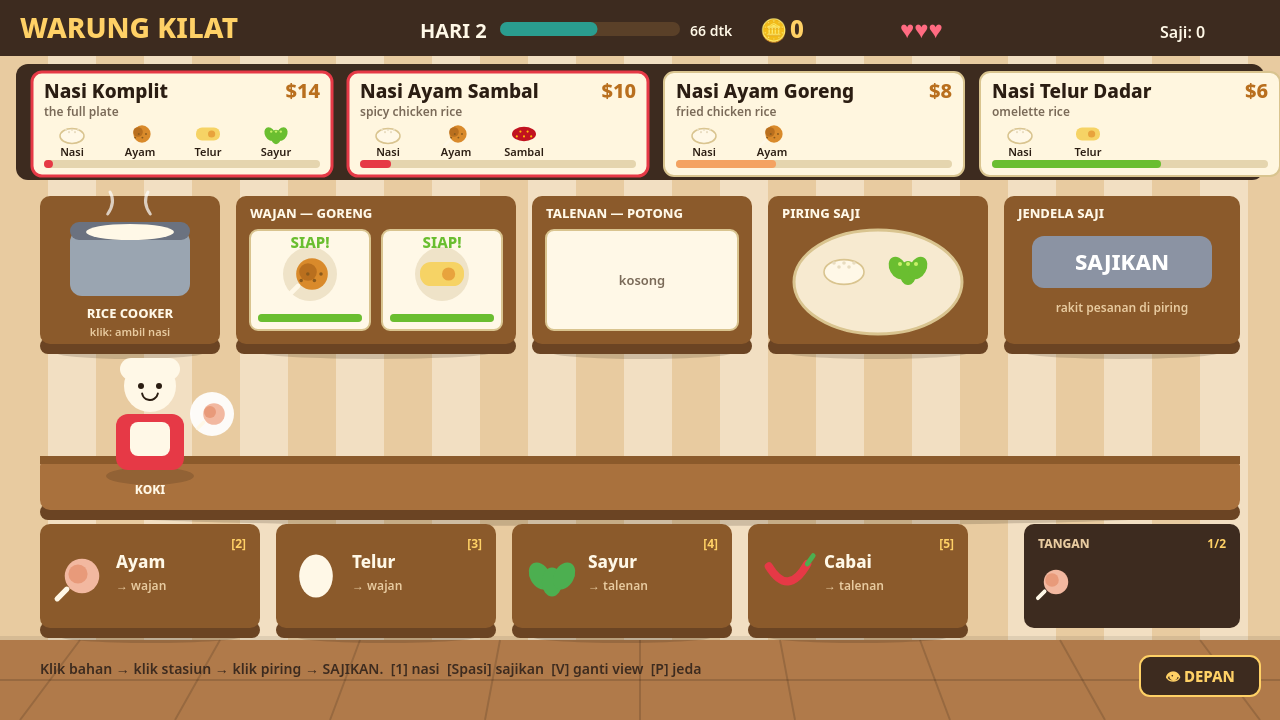 WARUNG KILAT
HARI 2
66 dtk
0
Saji: 0
Nasi Komplit $14
the full plate
Nasi Ayam Telur Sayur
Nasi Ayam Sambal $10
spicy chicken rice
Nasi Ayam Sambal
Nasi Ayam Goreng $8
fried chicken rice
Nasi Ayam
Nasi Telur Dadar $6
omelette rice
Nasi Telur
RICE COOKER
klik: ambil nasi
WAJAN — GORENG
SIAP! SIAP!
TALENAN — POTONG
kosong
PIRING SAJI
JENDELA SAJI
SAJIKAN
rakit pesanan di piring
KOKI
[2]
Ayam
→ wajan
[3]
Telur
→ wajan
[4]
Sayur
→ talenan
[5]
Cabai
→ talenan
TANGAN 1/2
Klik bahan → klik stasiun → klik piring → SAJIKAN. [1] nasi [Spasi] sajikan [V] ganti view [P] jeda
DEPAN